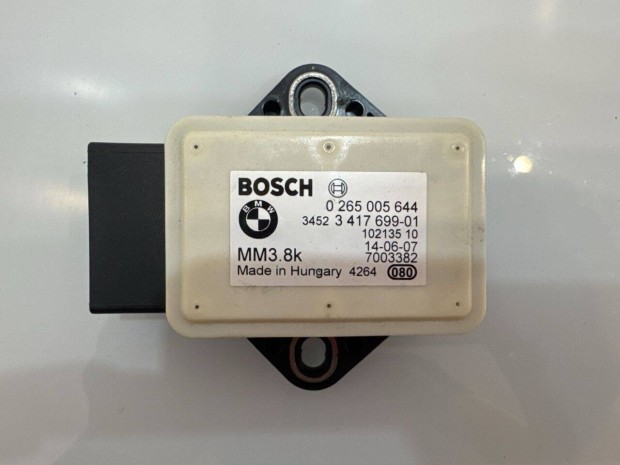 BOSCH
0 265 005 644
BMW
3452 3 417 699-01
102135 10
14-06-07
MM3.8k
7003382
Made in Hungary 4264 080